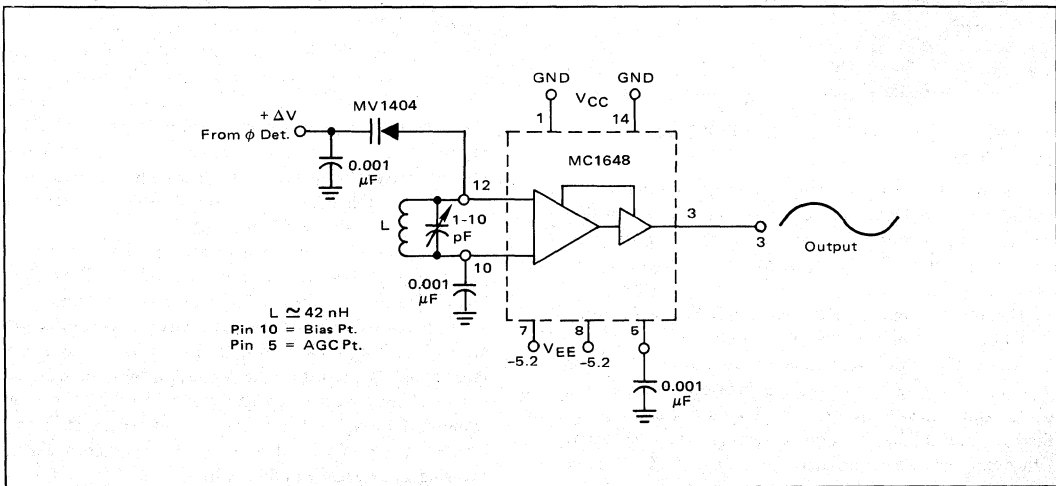 GND
GND
VCC
1
14
MV1404
+ ΔV
From φ Det.
0.001
μF
MC1648
12
L
1-10
pF
3
3
Output
10
0.001
μF
L ≃ 42 nH
Pin 10 = Bias Pt.
Pin 5 = AGC Pt.
7
8
5
-5.2
VEE
-5.2
0.001
μF